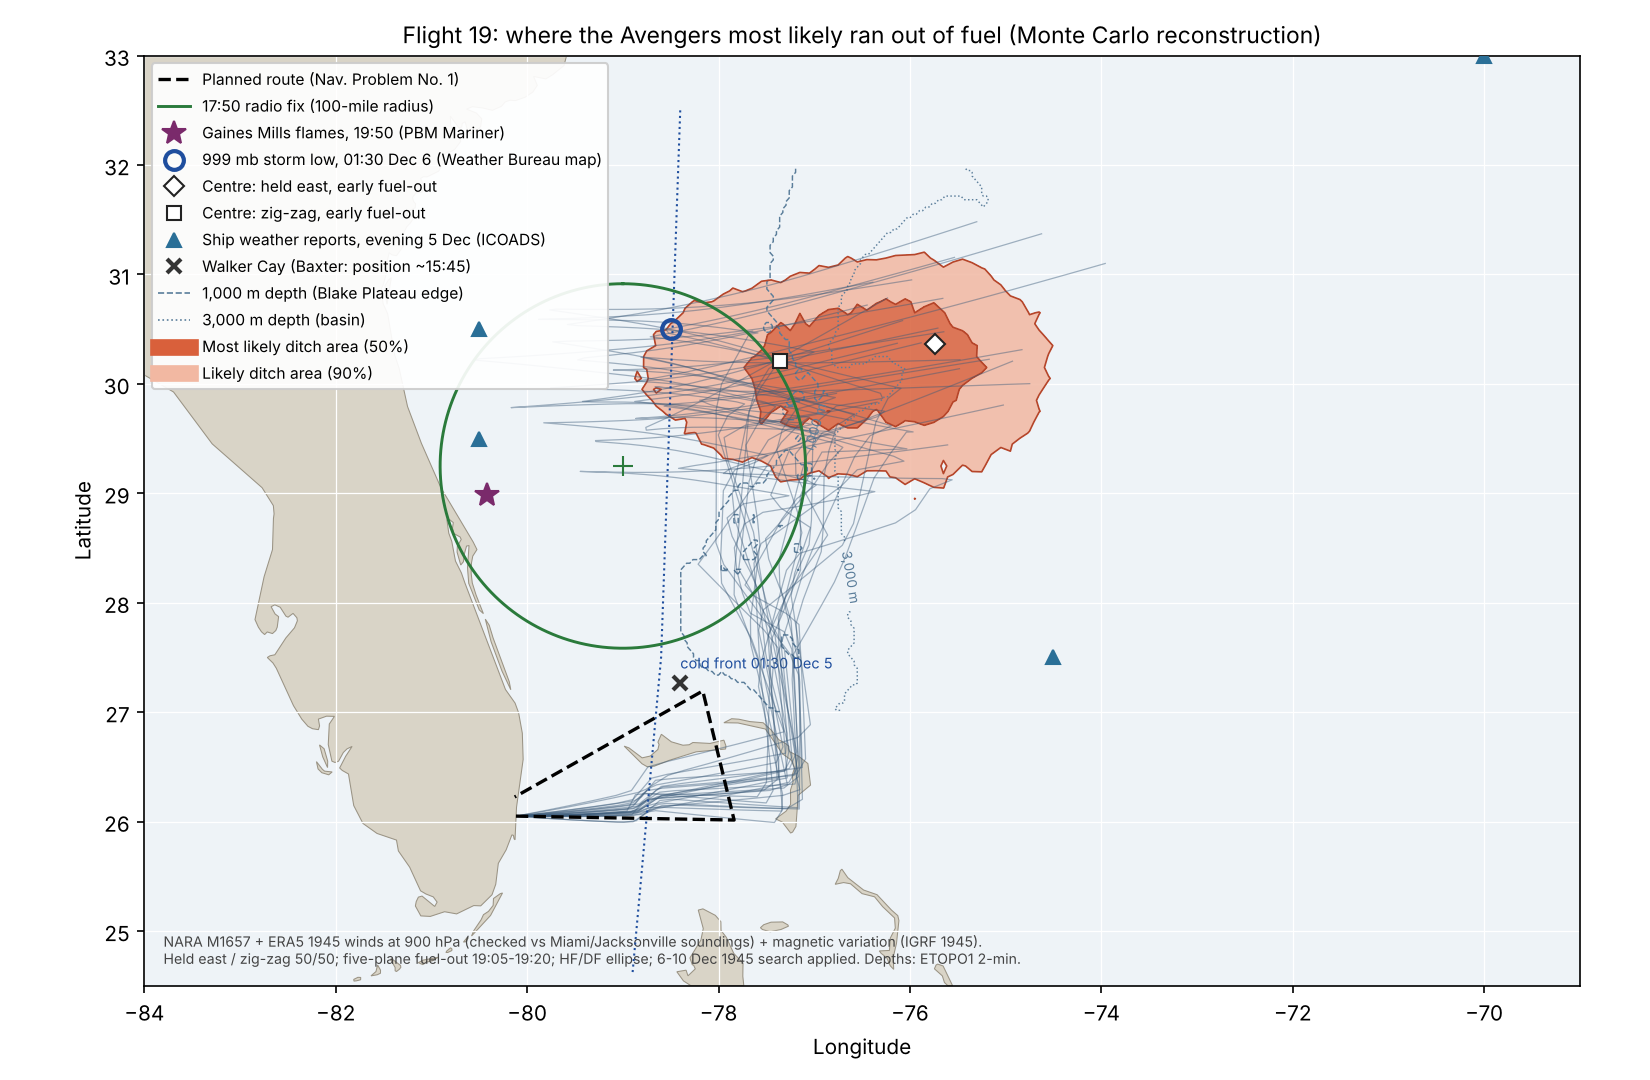 Flight 19: where the Avengers most likely ran out of fuel (Monte Carlo reconstruction)
Planned route (Nav. Problem No. 1)
17:50 radio fix (100-mile radius)
Gaines Mills flames, 19:50 (PBM Mariner)
999 mb storm low, 01:30 Dec 6 (Weather Bureau map)
Centre: held east, early fuel-out
Centre: zig-zag, early fuel-out
Ship weather reports, evening 5 Dec (ICOADS)
Walker Cay (Baxter: position ~15:45)
1,000 m depth (Blake Plateau edge)
3,000 m depth (basin)
Most likely ditch area (50%)
Likely ditch area (90%)
33
32
31
30
29
28
27
26
25
Latitude
3,000 m
cold front 01:30 Dec 5
NARA M1657 + ERA5 1945 winds at 900 hPa (checked vs Miami/Jacksonville soundings) + magnetic variation (IGRF 1945).
Held east / zig-zag 50/50; five-plane fuel-out 19:05-19:20; HF/DF ellipse; 6-10 Dec 1945 search applied. Depths: ETOPO1 2-min.
−84
−82
−80
−78
−76
−74
−72
−70
Longitude